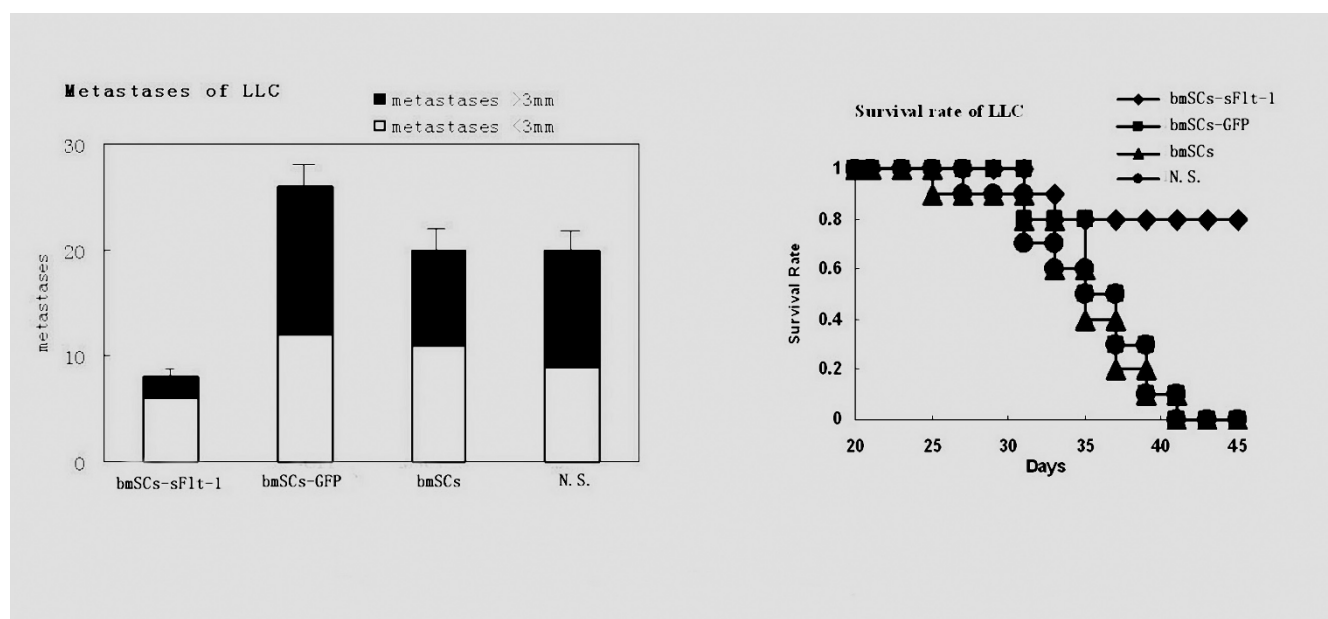 Metastases of LLC
metastases >3mm
metastases <3mm
30
20
10
0
metastases
bmSCs-sFlt-1
bmSCs-GFP
bmSCs
N.S.
Survival rate of LLC
bmSCs-sFlt-1
bmSCs-GFP
bmSCs
N.S.
1
0.8
0.6
0.4
0.2
0
Survival Rate
20
25
30
35
40
45
Days